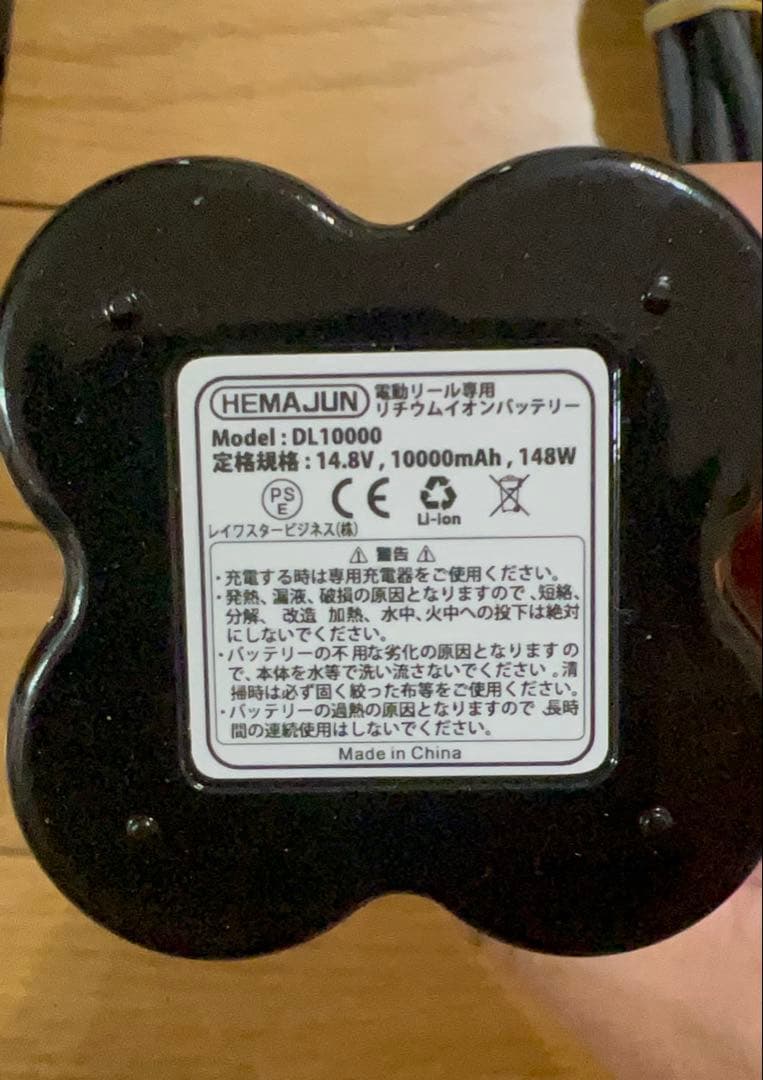 HEMAJUN 電動リール専用
リチウムイオンバッテリー
Model : DL10000
定格規格 : 14.8V , 10000mAh , 148W
PS
E
CE
Li-ion
レイワスタービジネス(株)
警告
・充電する時は専用充電器をご使用ください。
・発熱、漏液、破損の原因となりますので、短絡、
分解、 改造 加熱、水中、火中への投下は絶対
にしないでください。
・バッテリーの不用な劣化の原因となりますの
で、本体を水等で洗い流さないでください。清
掃時は必ず固く絞った布等をご使用ください。
・バッテリーの過熱の原因となりますので 長時
間の連続使用はしないでください。
Made in China